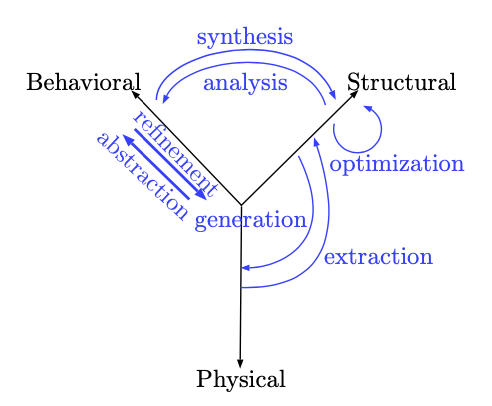 synthesis
Behavioral
analysis
Structural
refinement
abstraction
optimization
generation
extraction
Physical